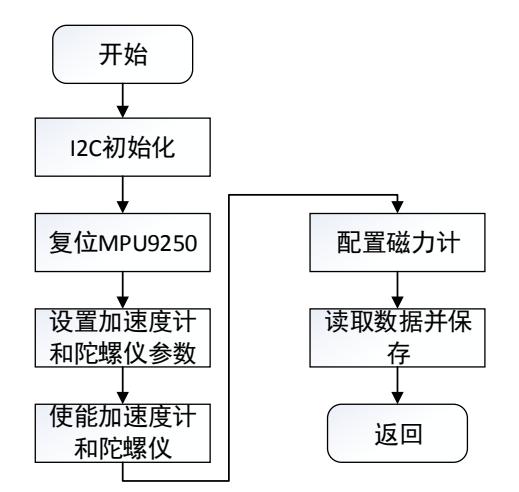 开始
I2C初始化
复位MPU9250
设置加速度计
和陀螺仪参数
使能加速度计
和陀螺仪
配置磁力计
读取数据并保
存
返回